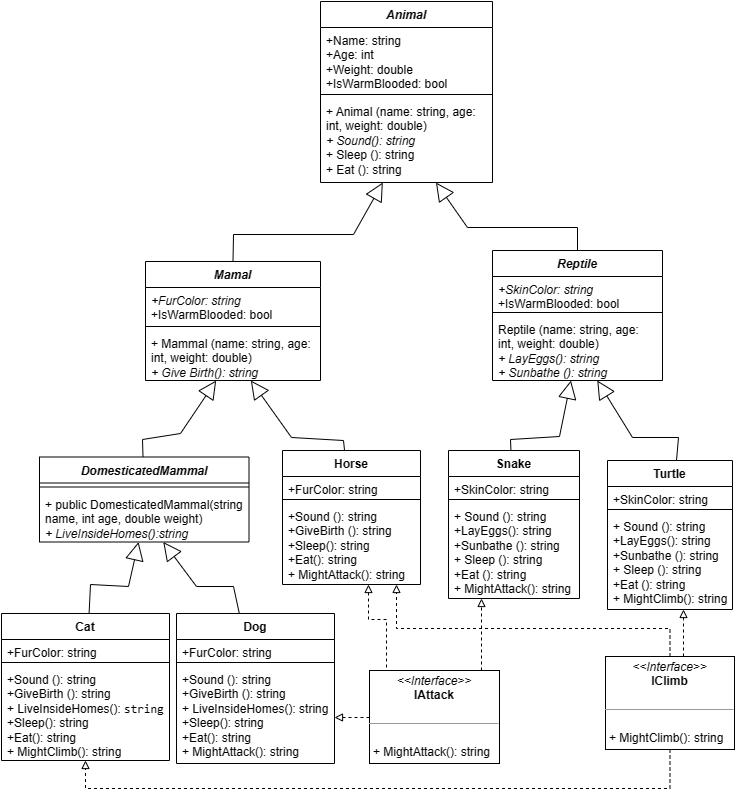 Animal
+Name: string
+Age: int
+Weight: double
+IsWarmBlooded: bool
+ Animal (name: string, age:
int, weight: double)
+ Sound(): string
+ Sleep (): string
+ Eat (): string
Mamal
+FurColor: string
+IsWarmBlooded: bool
+ Mammal (name: string, age:
int, weight: double)
+ Give Birth(): string
Reptile
+SkinColor: string
+IsWarmBlooded: bool
Reptile (name: string, age:
int, weight: double)
+ LayEggs(): string
+ Sunbathe (): string
DomesticatedMammal
+ public DomesticatedMammal(string
name, int age, double weight)
+ LiveInsideHomes():string
Horse
+FurColor: string
+Sound (): string
+GiveBirth (): string
+Sleep(): string
+Eat(): string
+ MightAttack(): string
Snake
+SkinColor: string
+ Sound (): string
+LayEggs(): string
+Sunbathe (): string
+ Sleep (): string
+Eat (): string
+ MightAttack(): string
Turtle
+SkinColor: string
+ Sound (): string
+LayEggs(): string
+Sunbathe (): string
+ Sleep (): string
+Eat (): string
+ MightClimb(): string
Cat
+FurColor: string
+Sound (): string
+GiveBirth (): string
+ LiveInsideHomes(): string
+Sleep(): string
+Eat(): string
+ MightClimb(): string
Dog
+FurColor: string
+Sound (): string
+GiveBirth (): string
+ LiveInsideHomes(): string
+Sleep(): string
+Eat(): string
+ MightAttack(): string
<<Interface>>
IAttack
+ MightAttack(): string
<<Interface>>
IClimb
+ MightClimb(): string